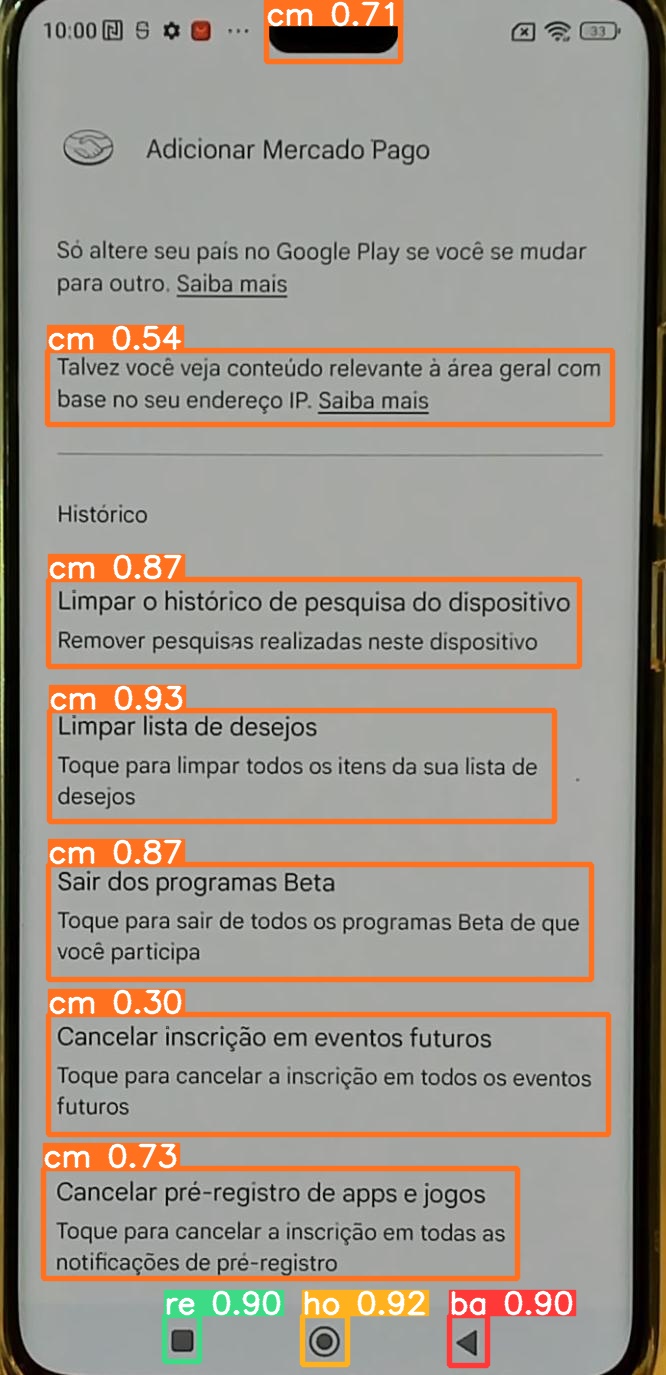 cm 0.71
10:00
33
Adicionar Mercado Pago
Só altere seu país no Google Play se você se mudar
para outro. Saiba mais
cm 0.54
Talvez você veja conteúdo relevante à área geral com
base no seu endereço IP. Saiba mais
Histórico
cm 0.87
Limpar o histórico de pesquisa do dispositivo
Remover pesquisas realizadas neste dispositivo
cm 0.93
Limpar lista de desejos
Toque para limpar todos os itens da sua lista de
desejos
cm 0.87
Sair dos programas Beta
Toque para sair de todos os programas Beta de que
você participa
cm 0.30
Cancelar inscrição em eventos futuros
Toque para cancelar a inscrição em todos os eventos
futuros
cm 0.73
Cancelar pré-registro de apps e jogos
Toque para cancelar a inscrição em todas as
notificações de pré-registro
re 0.90 ho 0.92 ba 0.90